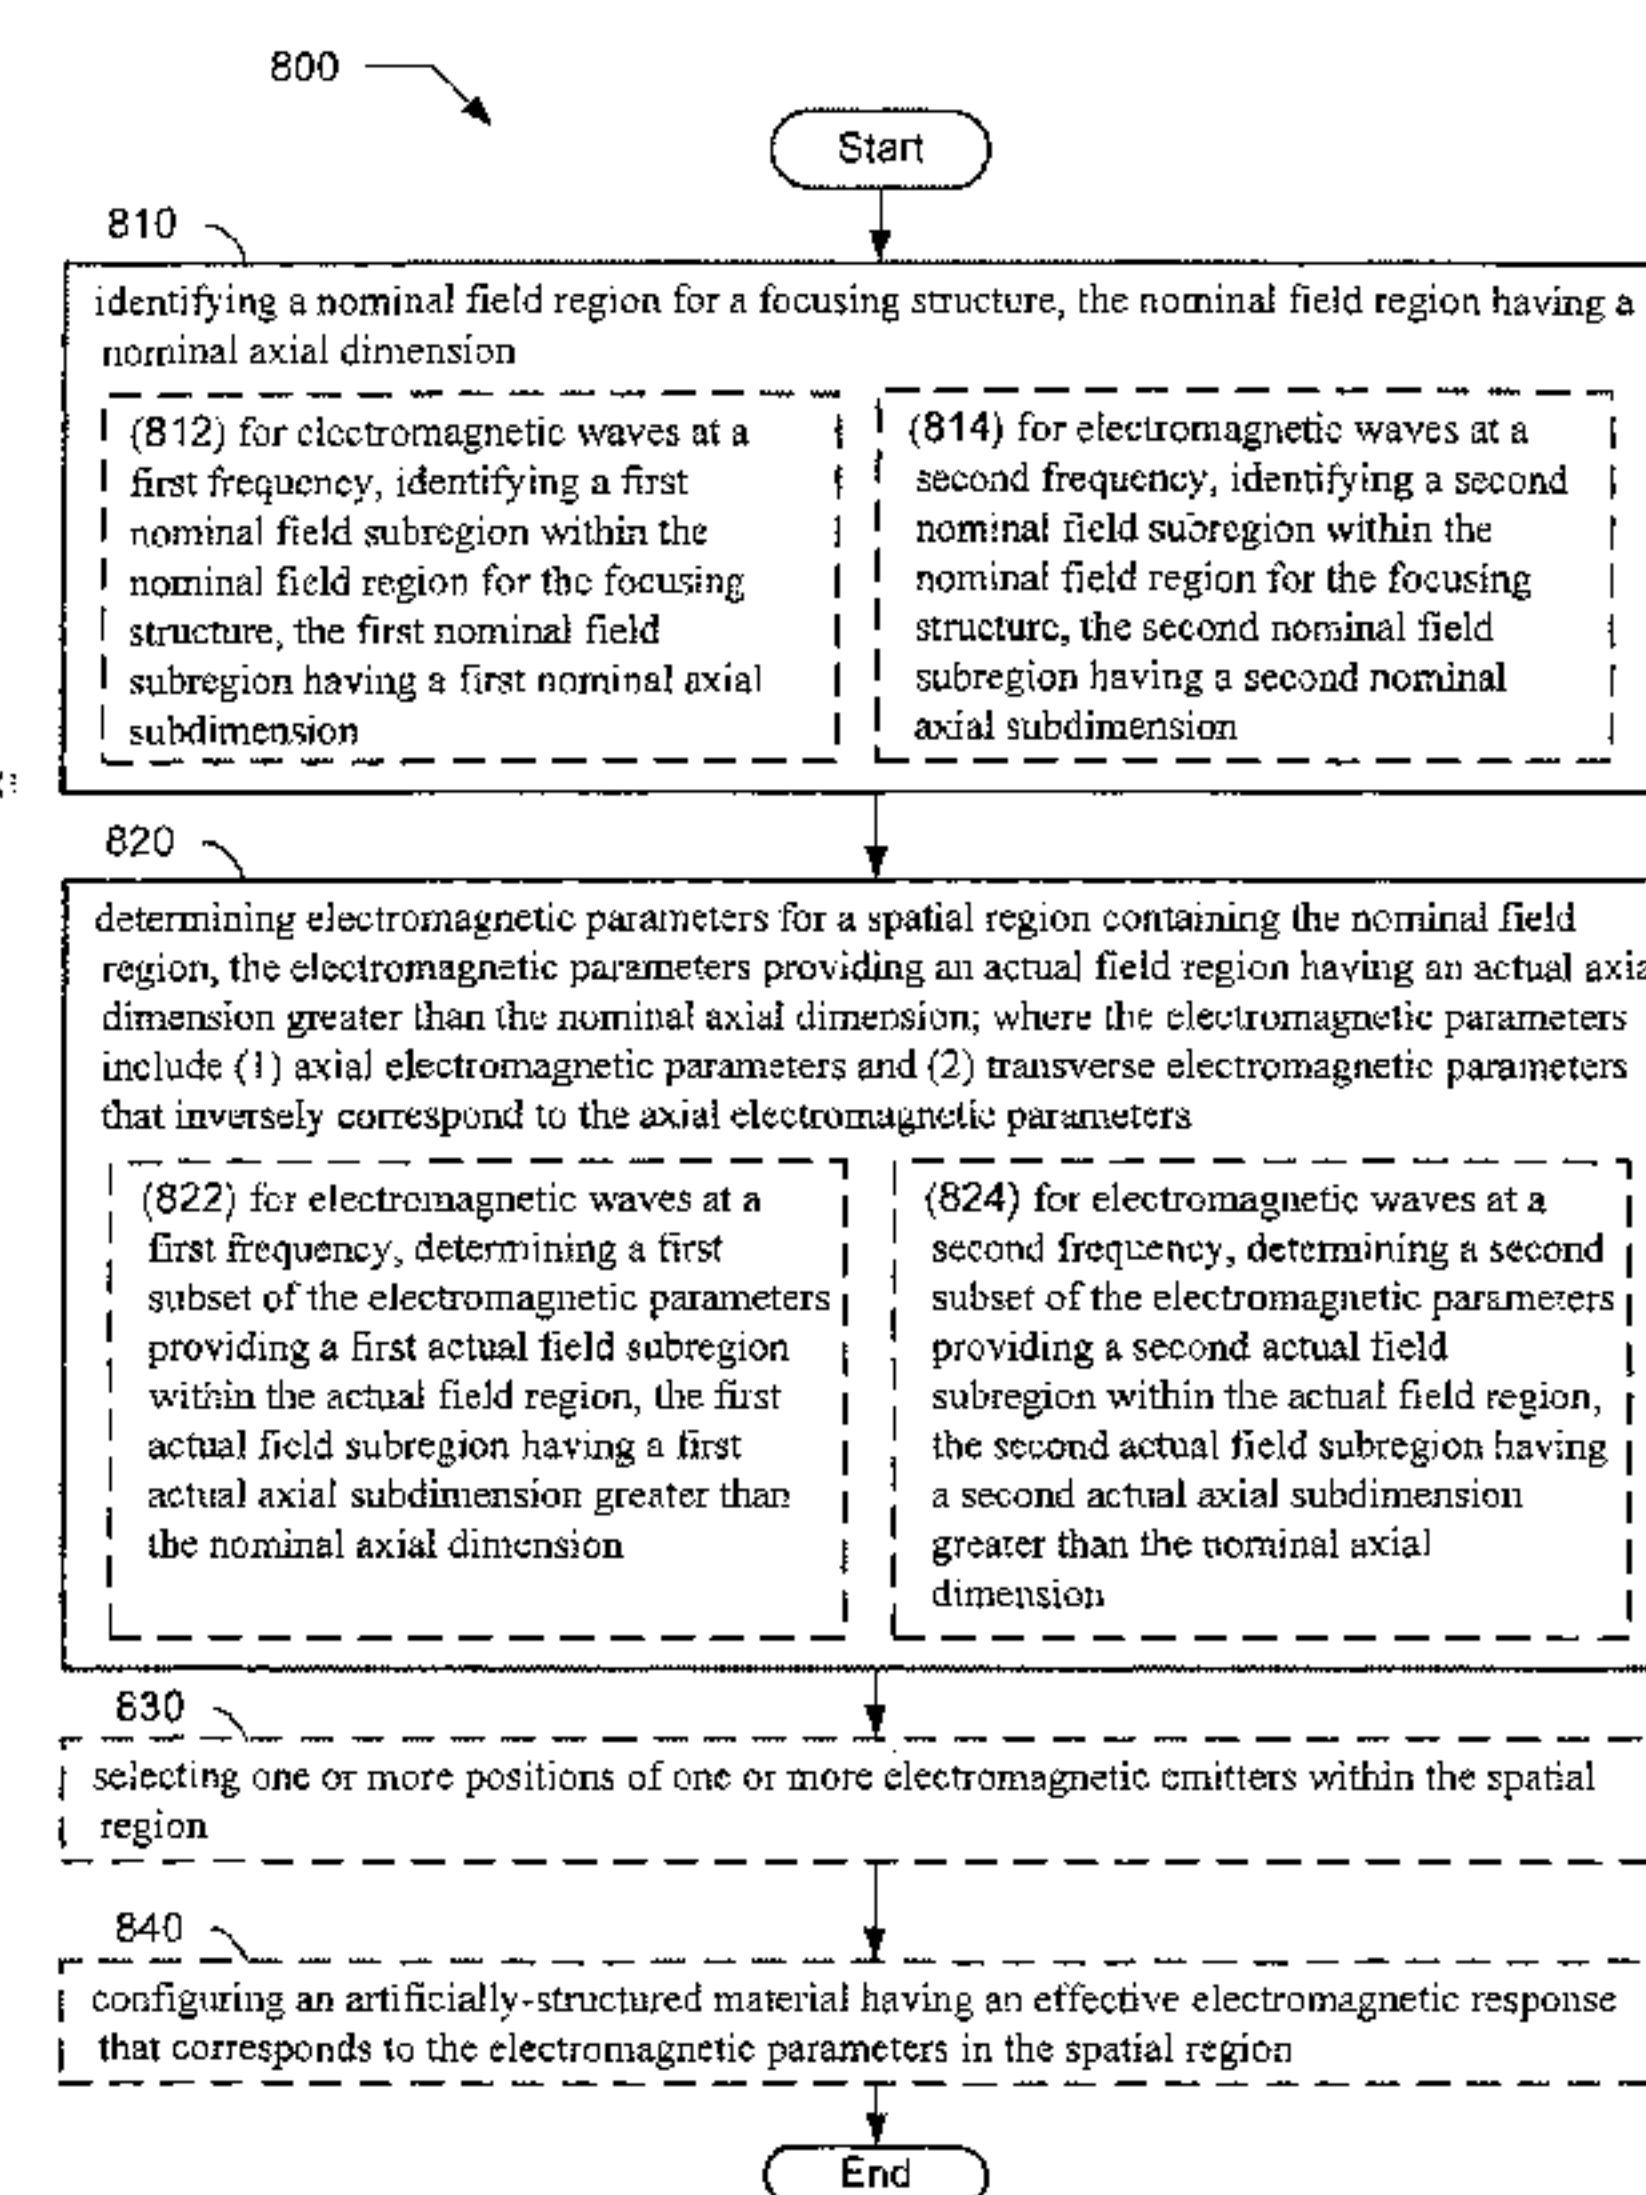 800
Start
810
identifying a nominal field region for a focusing structure, the nominal field region having a
nominal axial dimension
(812) for electromagnetic waves at a
first frequency, identifying a first
nominal field subregion within the
nominal field region for the focusing
structure, the first nominal field
subregion having a first nominal axial
subdimension
(814) for electromagnetic waves at a
second frequency, identifying a second
nominal field subregion within the
nominal field region for the focusing
structure, the second nominal field
subregion having a second nominal
axial subdimension
820
determining electromagnetic parameters for a spatial region containing the nominal field
region, the electromagnetic parameters providing an actual field region having an actual axia
dimension greater than the nominal axial dimension; where the electromagnetic parameters
include (1) axial electromagnetic parameters and (2) transverse electromagnetic parameters
that inversely correspond to the axial electromagnetic parameters
(822) for electromagnetic waves at a
first frequency, determining a first
subset of the electromagnetic parameters
providing a first actual field subregion
within the actual field region, the first
actual field subregion having a first
actual axial subdimension greater than
the nominal axial dimension
(824) for electromagnetic waves at a
second frequency, determining a second
subset of the electromagnetic parameters
providing a second actual field
subregion within the actual field region,
the second actual field subregion having
a second actual axial subdimension
greater than the nominal axial
dimension
830
selecting one or more positions of one or more electromagnetic emitters within the spatial
region
840
configuring an artificially-structured material having an effective electromagnetic response
that corresponds to the electromagnetic parameters in the spatial region
End